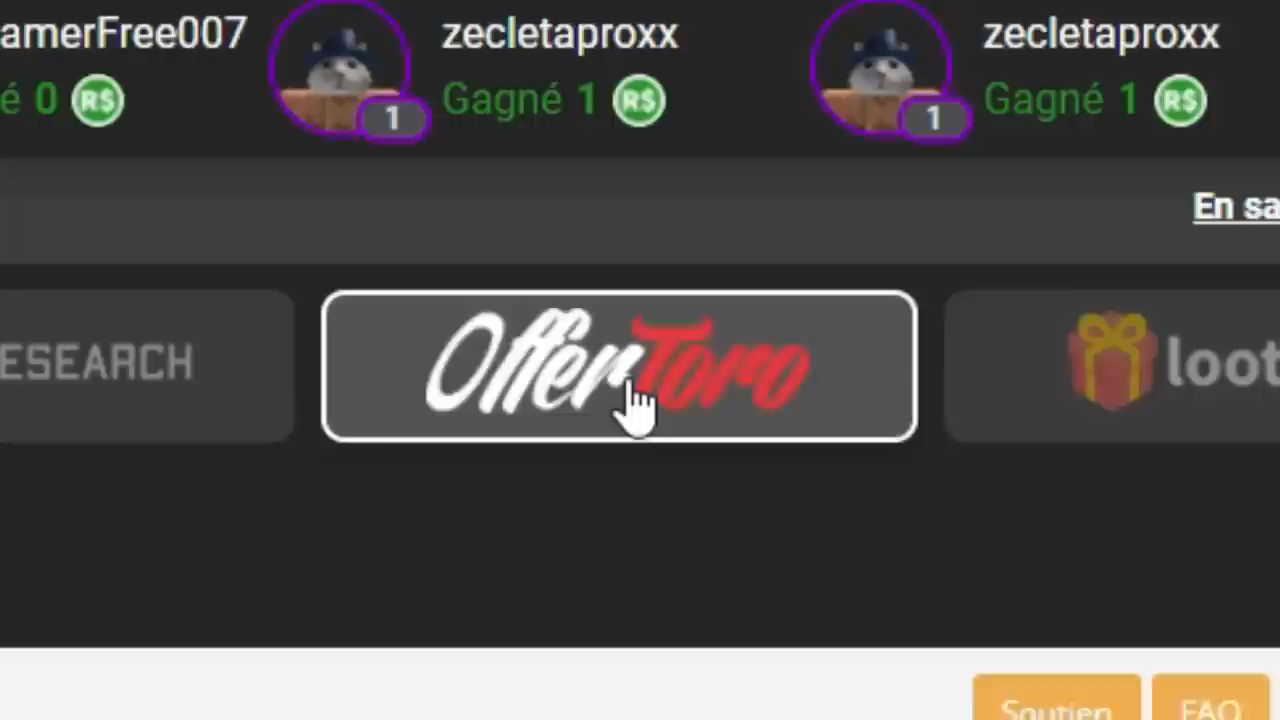 amerFree007 zecletaproxx zecletaproxx
é 0 R$ 1 Gagné 1 R$ 1 Gagné 1 R$
En sa
ESEARCH OfferToro loot
Soutien FAQ